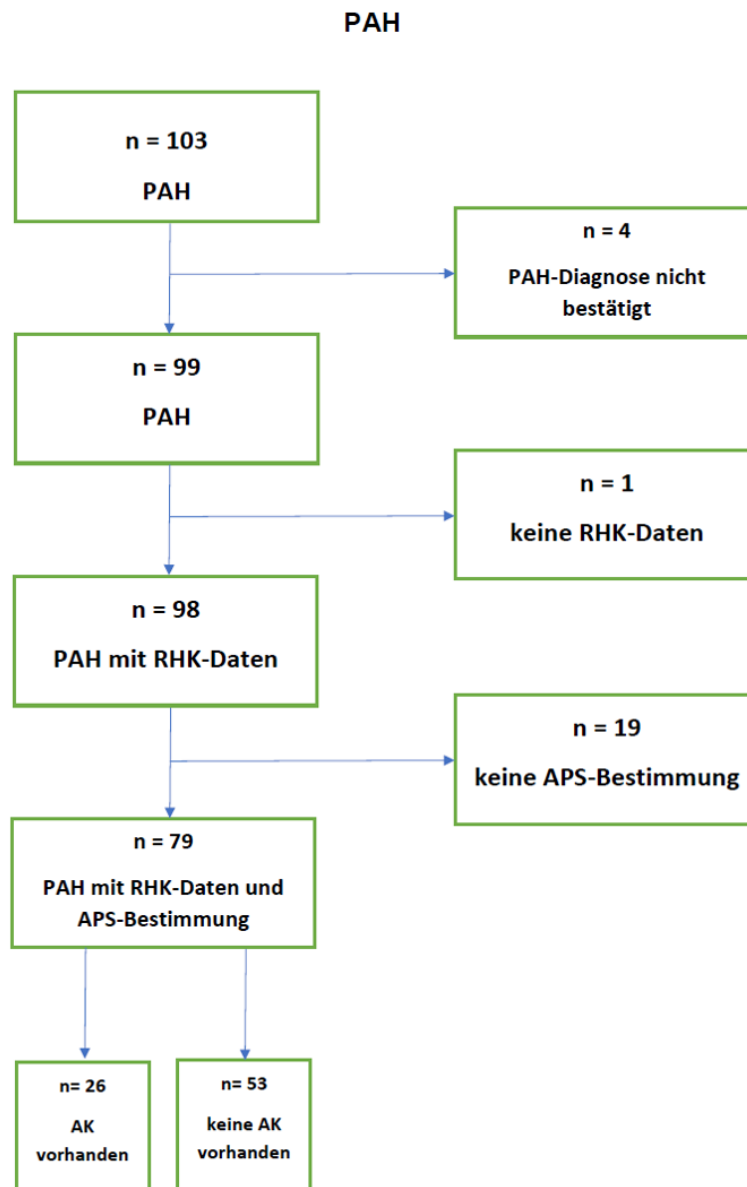 PAH
n = 103
PAH
n = 4
PAH-Diagnose nicht
bestätigt
n = 99
PAH
n = 1
keine RHK-Daten
n = 98
PAH mit RHK-Daten
n = 19
keine APS-Bestimmung
n = 79
PAH mit RHK-Daten und
APS-Bestimmung
n= 26
AK
vorhanden
n= 53
keine AK
vorhanden